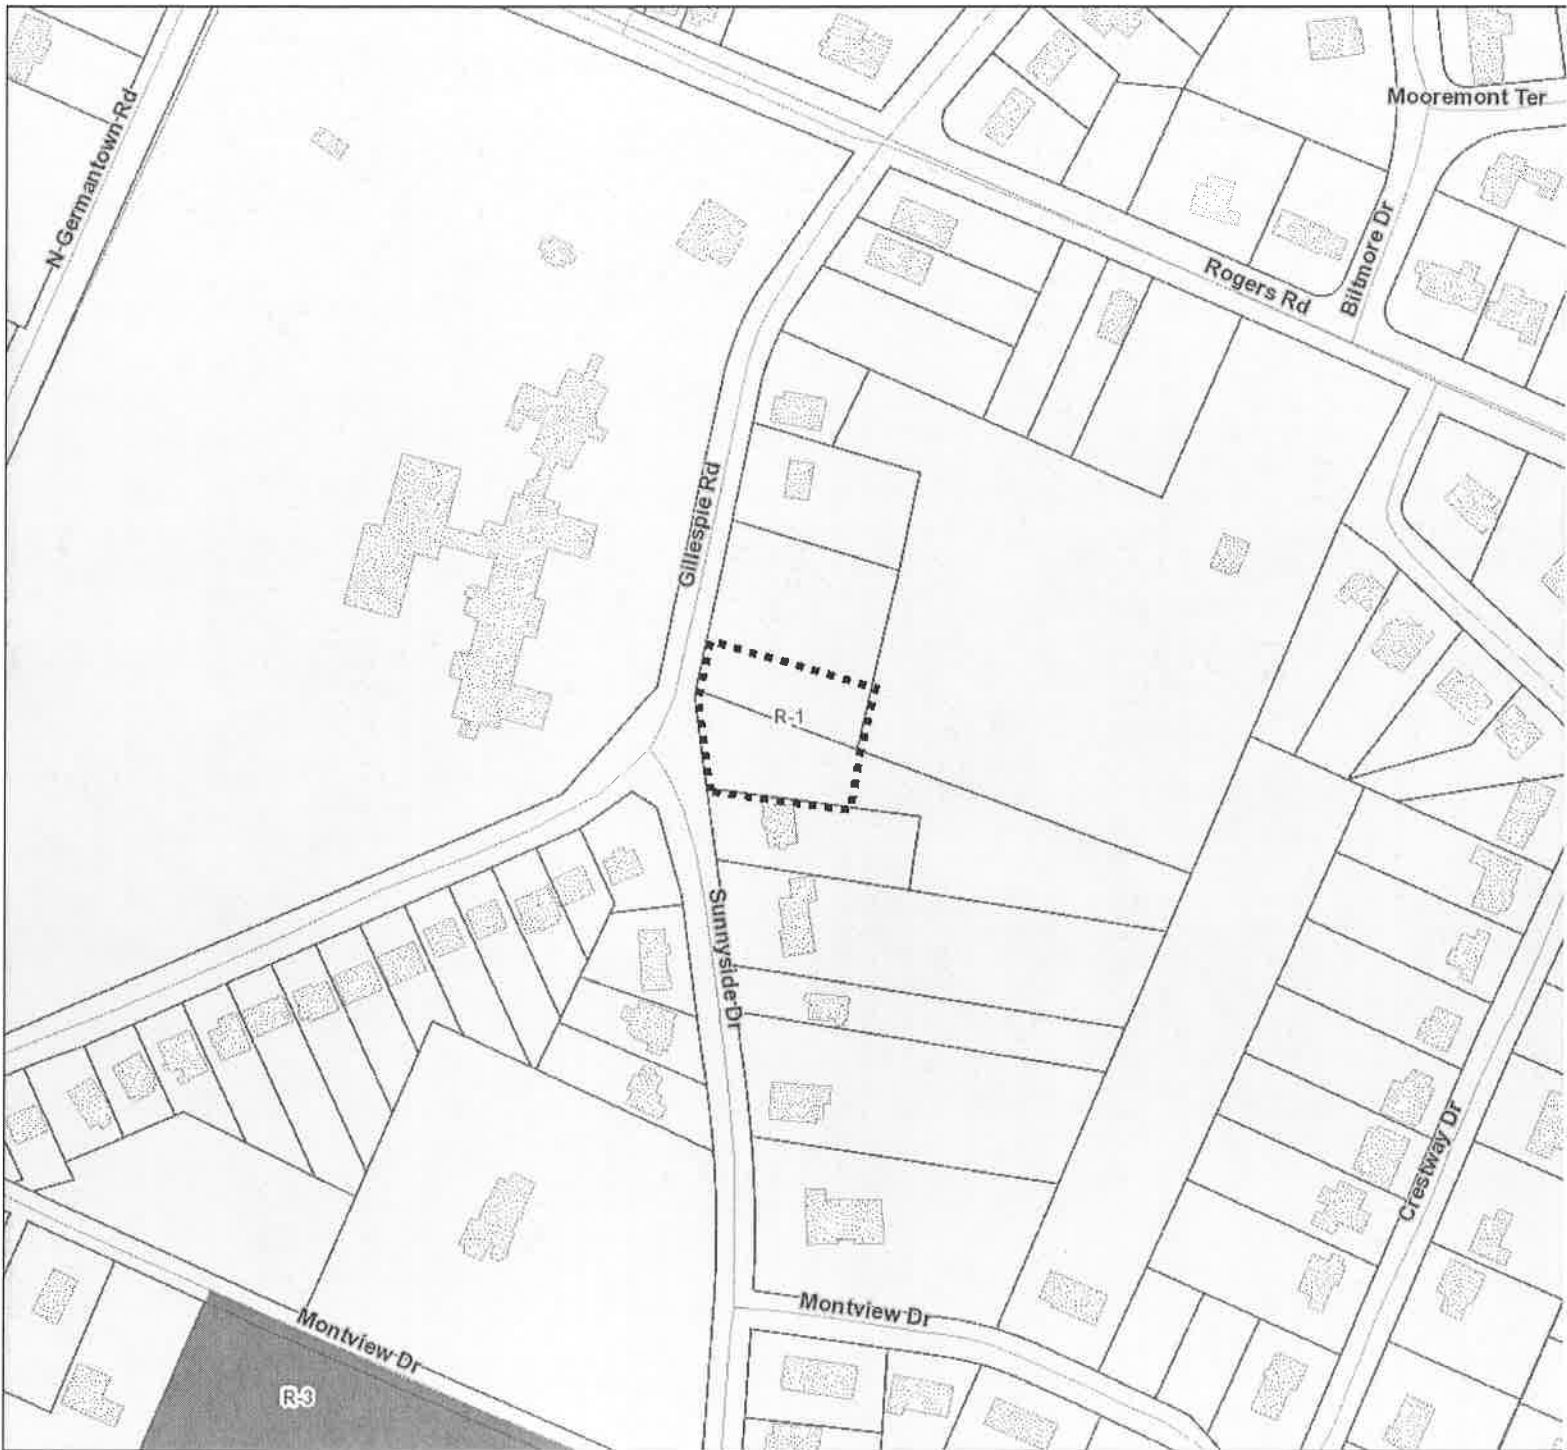 Mooremont Ter
N Germantown Rd
Biltmore Dr
Rogers Rd
Gillespie Rd
R-1
Sunnyside Dr
Crestway Dr
Montview Dr
Montview Dr
R-3